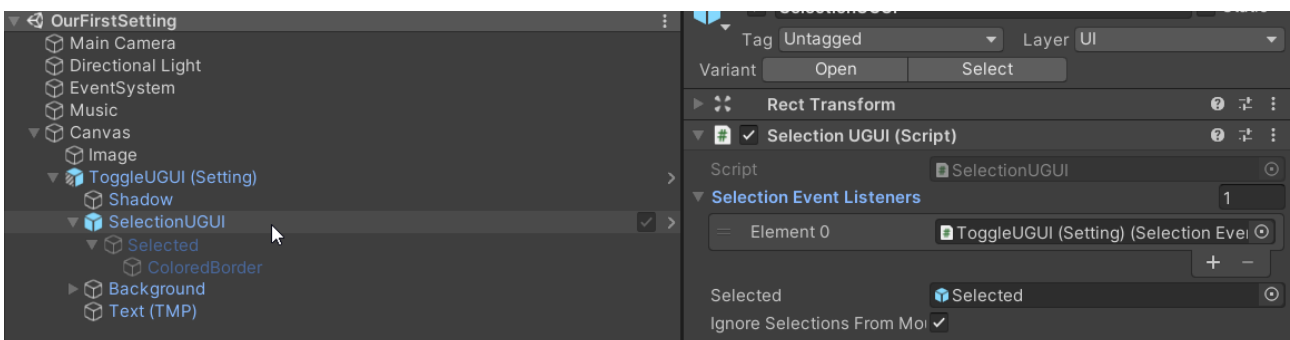 OurFirstSetting
Main Camera
Directional Light
EventSystem
Music
Canvas
Image
ToggleUGUI (Setting)
Shadow
SelectionUGUI
Selected
ColoredBorder
Background
Text (TMP)
SelectionUGUI
Tag Untagged Layer UI
Variant Open Select
Rect Transform
# Selection UGUI (Script)
Script # SelectionUGUI
Selection Event Listeners 1
Element 0 # ToggleUGUI (Setting) (Selection Eve
+ −
Selected Selected
Ignore Selections From Mo